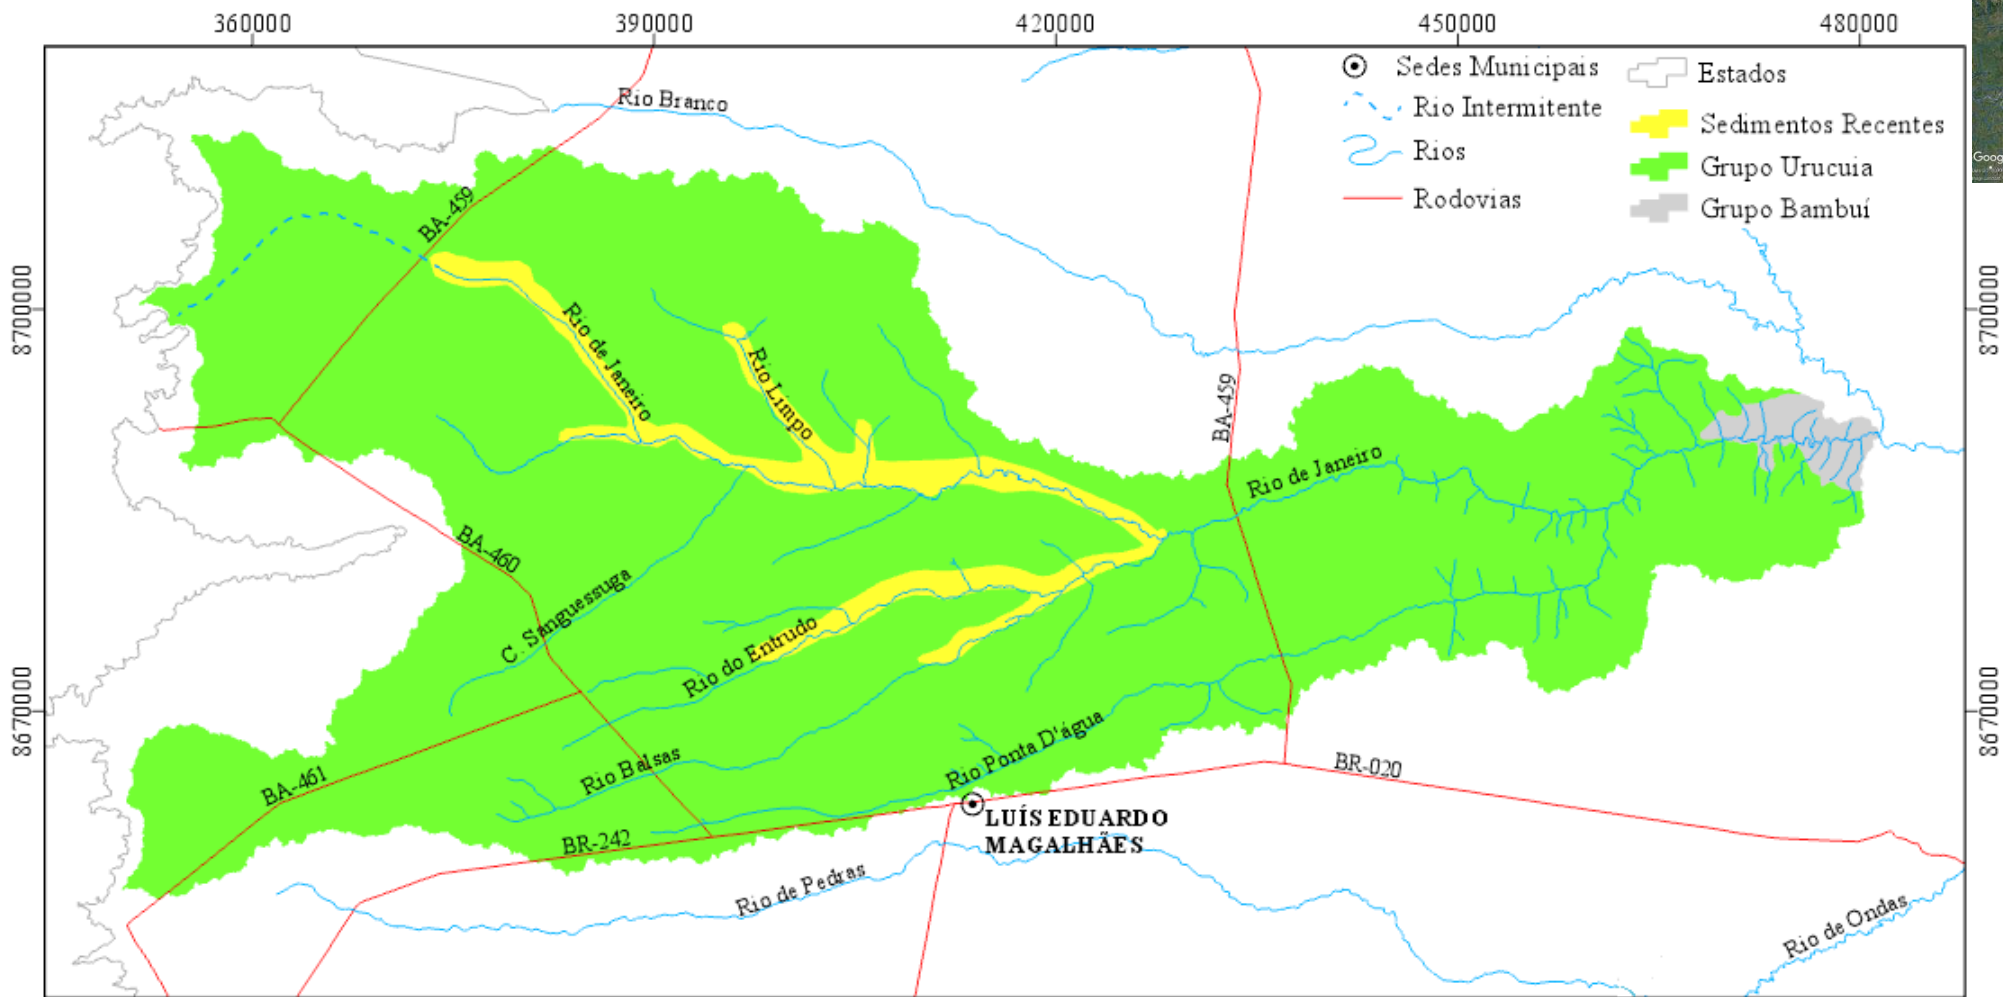 360000
390000
420000
450000
480000
Sedes Municipais
Rio Intermitente
Rios
Rodovias
Estados
Sedimentos Recentes
Grupo Urucuia
Grupo Bambuí
Goog
Rio Branco
BA-459
8700000
8700000
Rio de Janeiro
Rio Limpo
BA-459
Rio de Janeiro
BA-460
C. Sanguessuga
Rio do Entrudo
8670000
8670000
Rio Balsas
Rio Ponta D'água
BA-461
BR-020
BR-242
LUÍS EDUARDO
MAGALHÃES
Rio de Pedras
Rio de Ondas